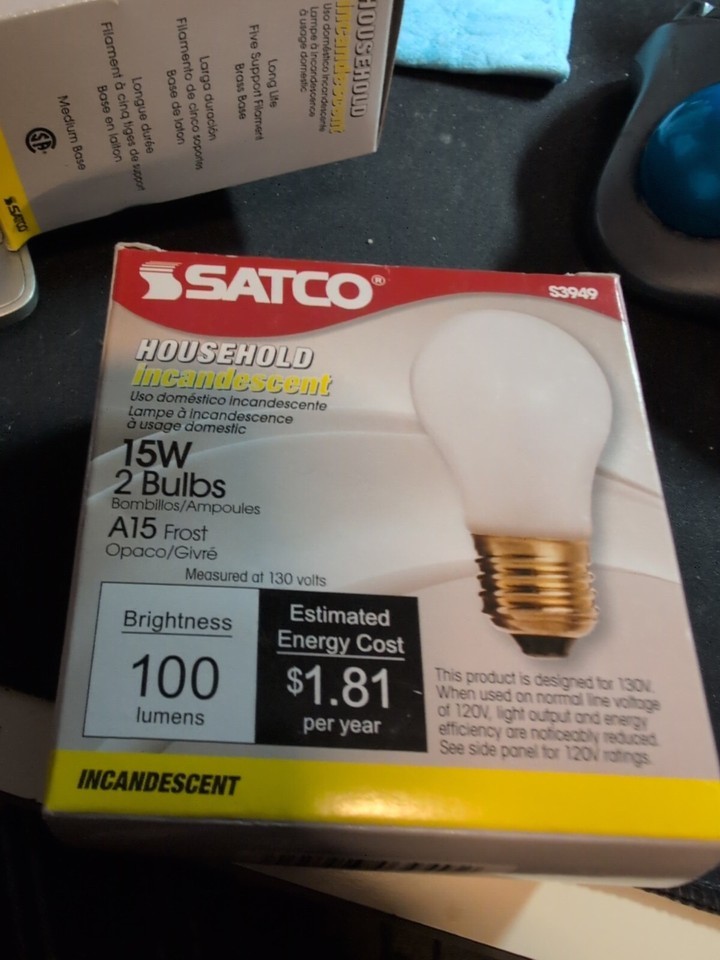 HOUSEHOLD
incandescent
Uso doméstico incandescente
Lampe à incandescence
à usage domestic
Long Life
Five Support Filament
Brass Base
Larga duración
Filamento de cinco soportes
Base de laton
Longue durée
Filament à cinq tiges de support
Base en laiton
Medium Base
SA
SATCO
SATCO®
S3949
HOUSEHOLD
incandescent
Uso doméstico incandescente
Lampe à incandescence
à usage domestic
15W
2 Bulbs
Bombillos/Ampoules
A15 Frost
Opaco/Givré
Measured at 130 volts
Brightness
100
lumens
Estimated
Energy Cost
$1.81
per year
This product is designed for 130V.
When used on normal line voltage
of 120V, light output and energy
efficiency are noticeably reduced.
See side panel for 120V ratings.
INCANDESCENT